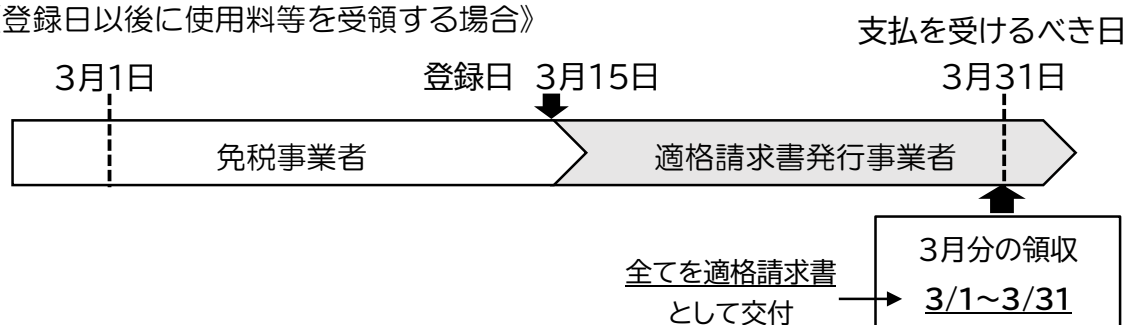 登録日以後に使用料等を受領する場合》
支払を受けるべき日
3月1日
登録日 3月15日
3月31日
免税事業者
適格請求書発行事業者
3月分の領収
3/1~3/31
全てを適格請求書
として交付